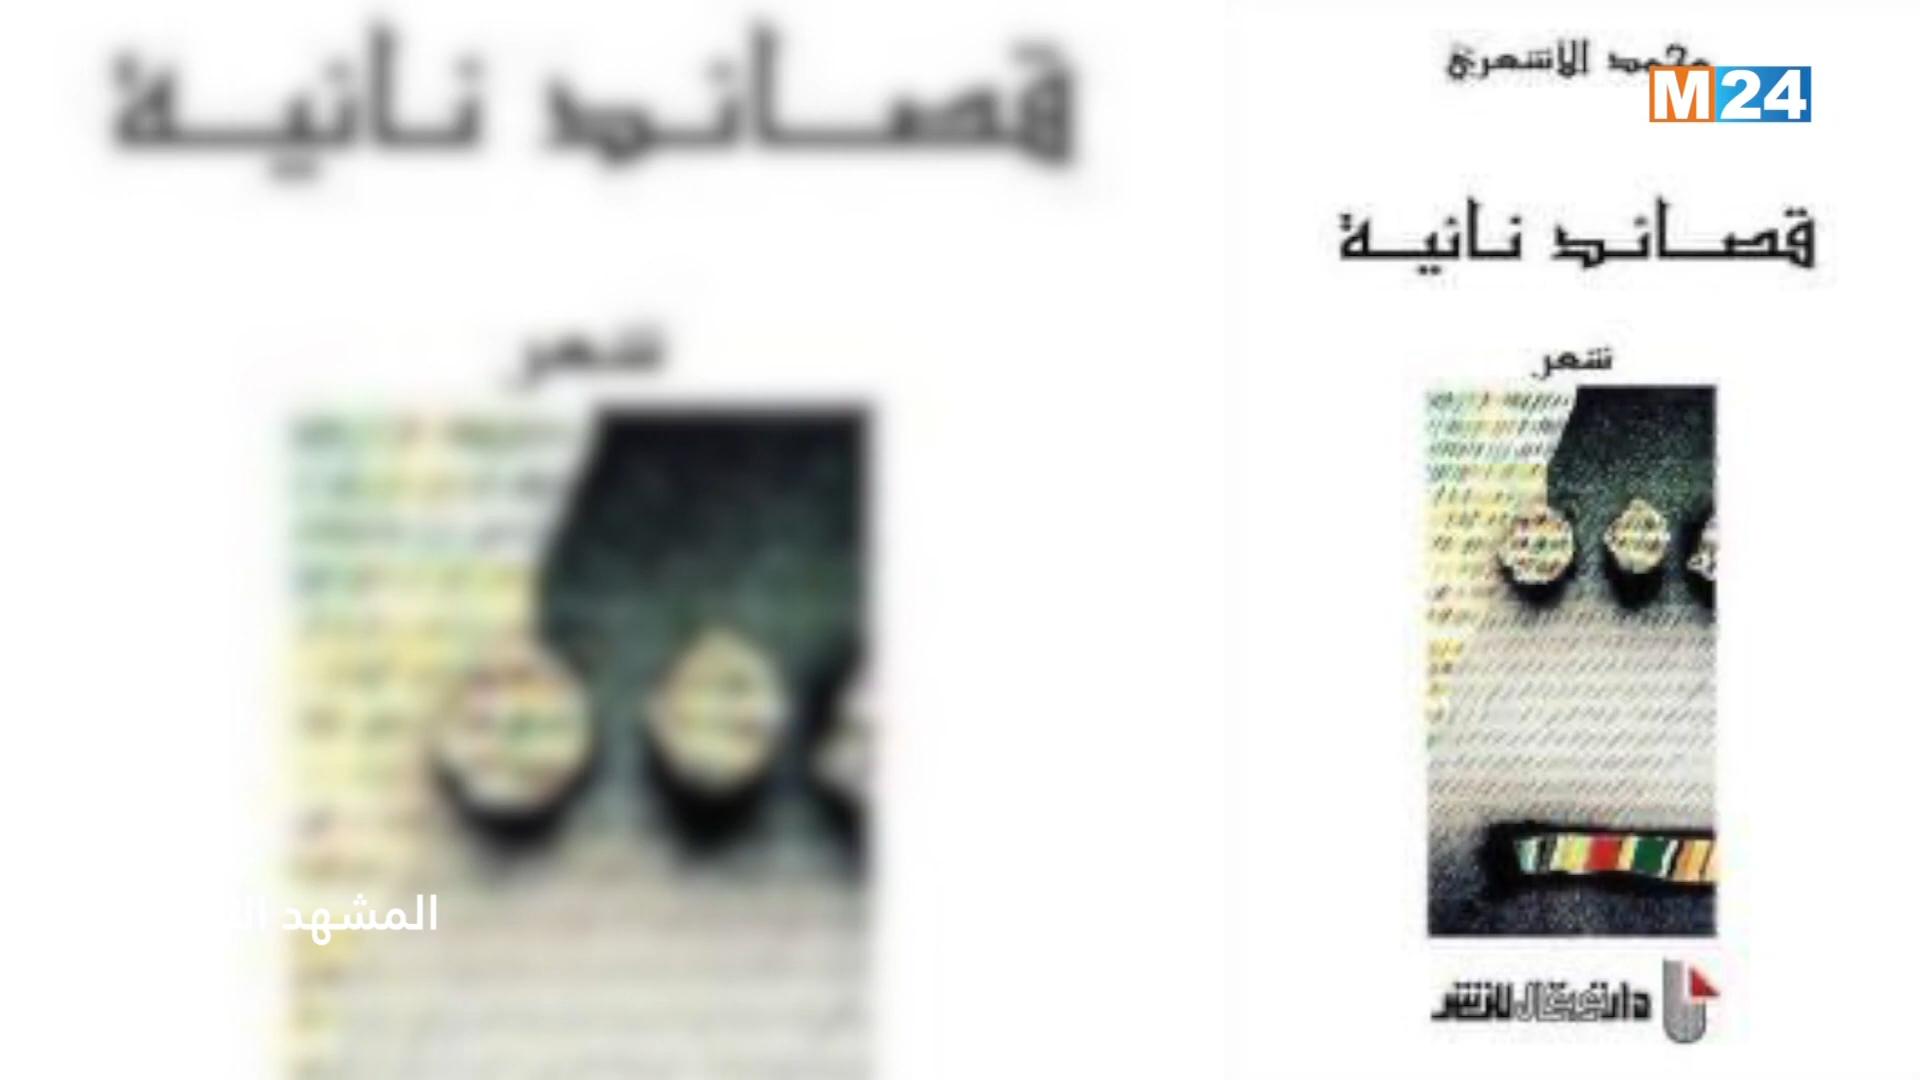 محمد الأشعري
M24
قصائد نائية
قصائد نائية
شعر
شعر
المشهد
دار توبقال للنشر